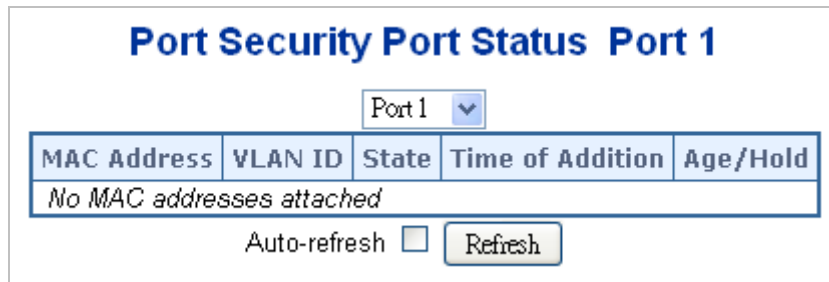 Port Security Port Status Port 1
Port 1
MAC Address VLAN ID State Time of Addition Age/Hold
No MAC addresses attached
Auto-refresh Refresh